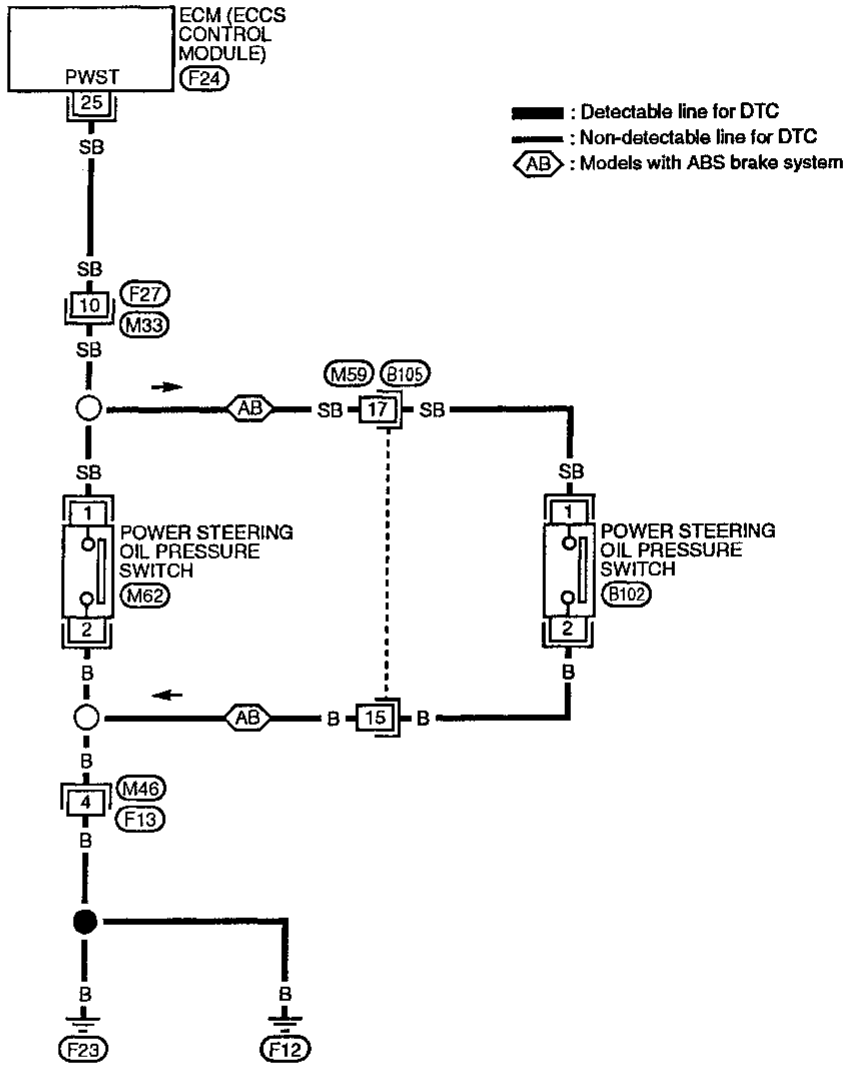 ECM (ECCS
CONTROL
MODULE)
F24
PWST
25
SB
: Detectable line for DTC
: Non-detectable line for DTC
AB : Models with ABS brake system
SB
10
F27
M33
SB
M59 B105
AB SB 17 SB
SB
SB
1
POWER STEERING
OIL PRESSURE
SWITCH
M62
2
B
1
POWER STEERING
OIL PRESSURE
SWITCH
B102
2
B
AB B 15 B
B
4
M46
F13
B
B
B
F23
F12